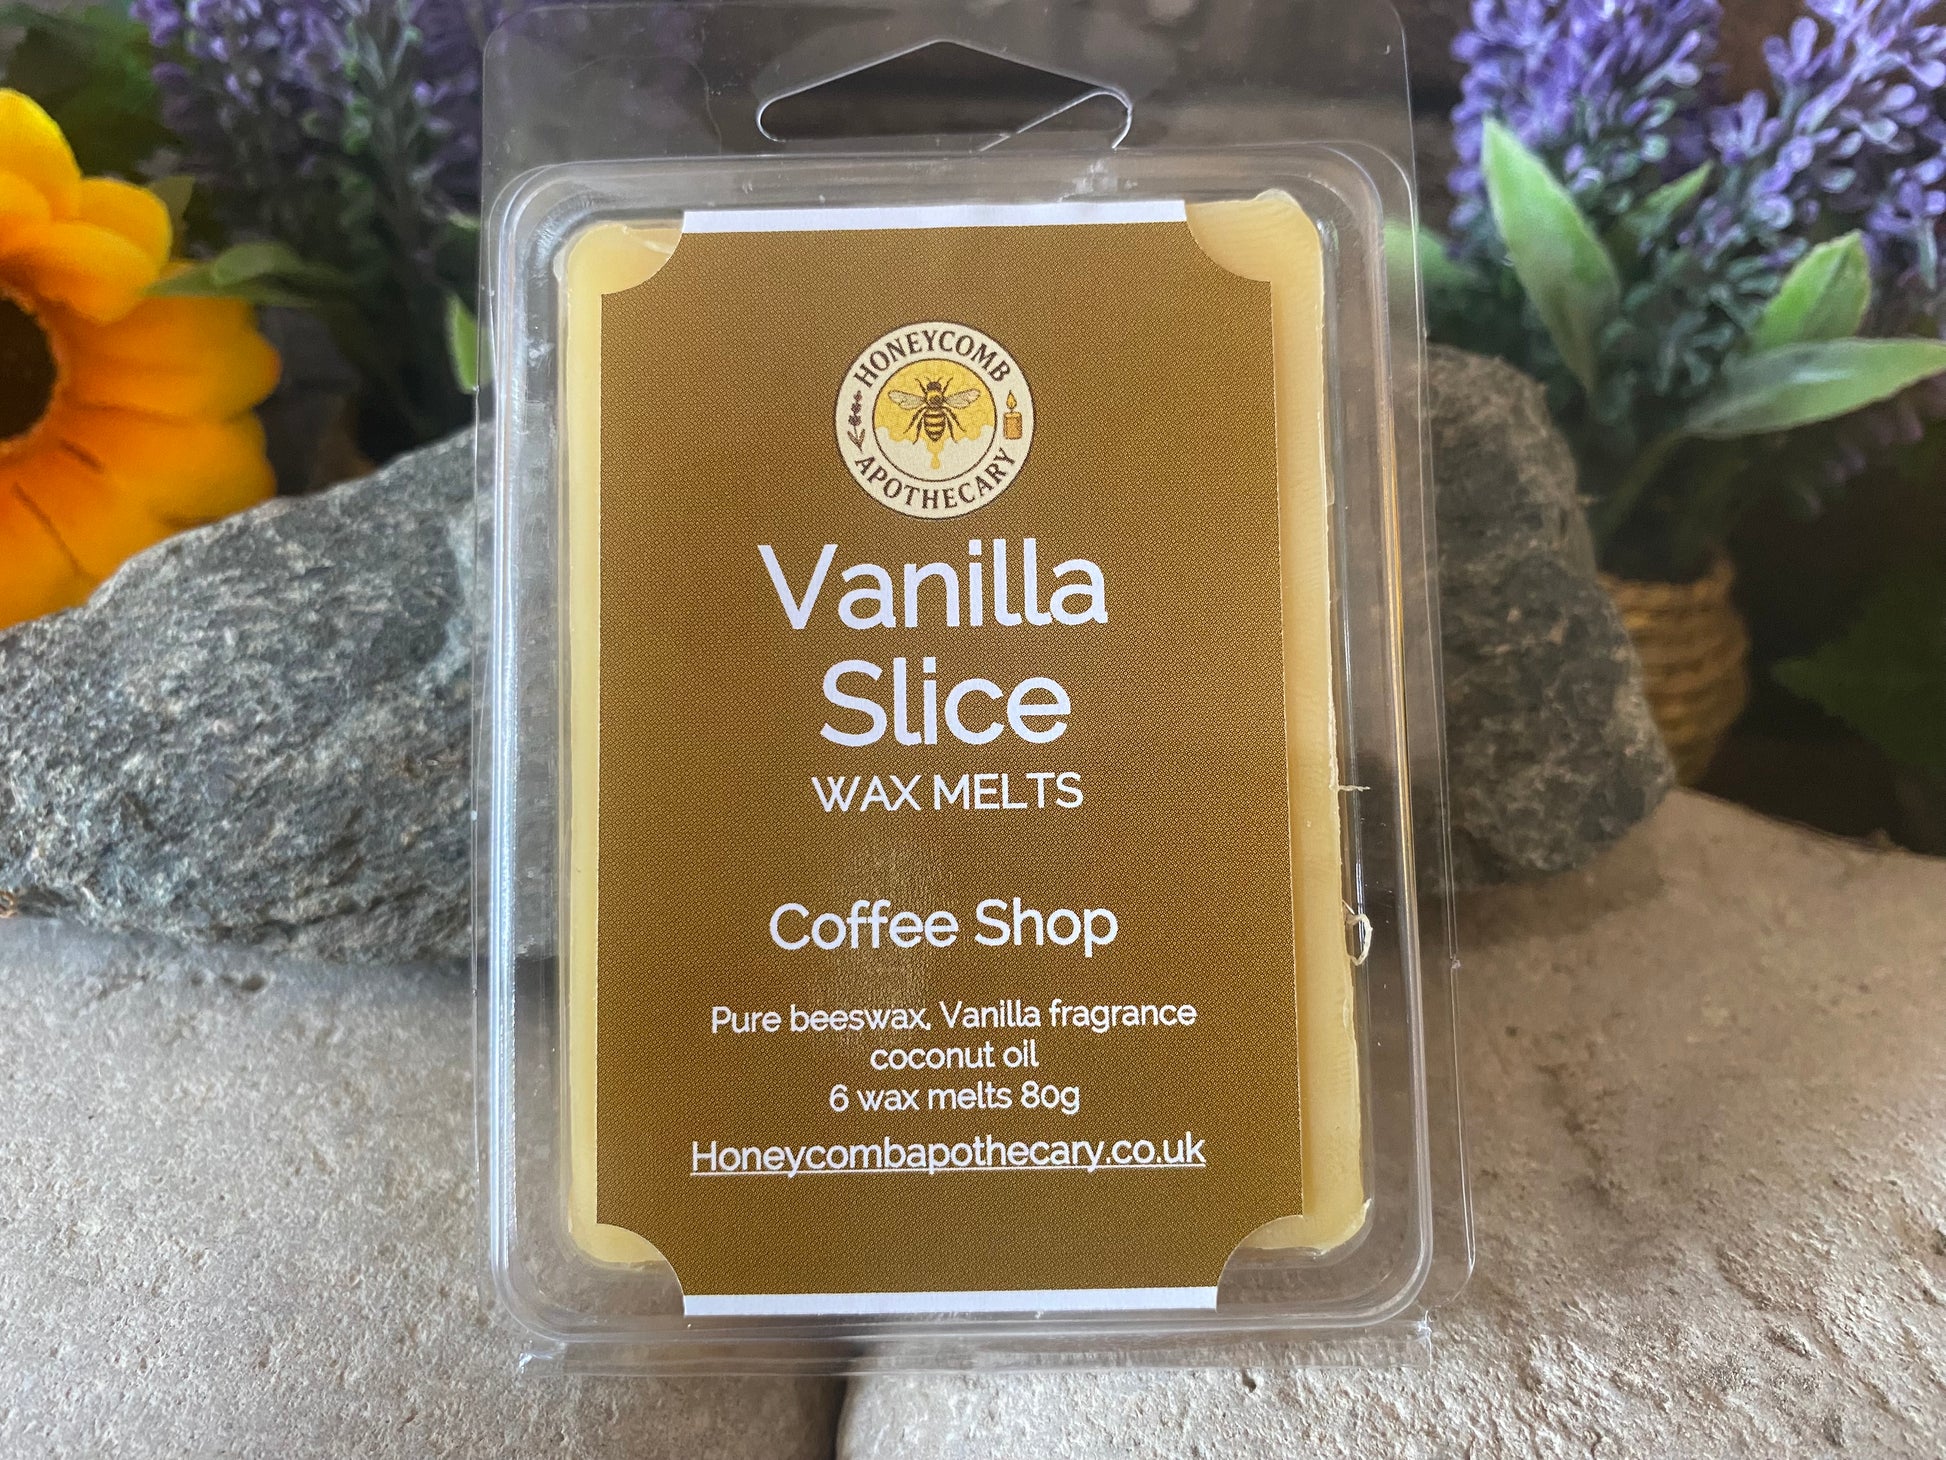 HONEYCOMB
APOTHECARY
Vanilla
Slice
WAX MELTS
Coffee Shop
Pure beeswax, Vanilla fragrance
coconut oil
6 wax melts 80g
Honeycombapothecary.co.uk